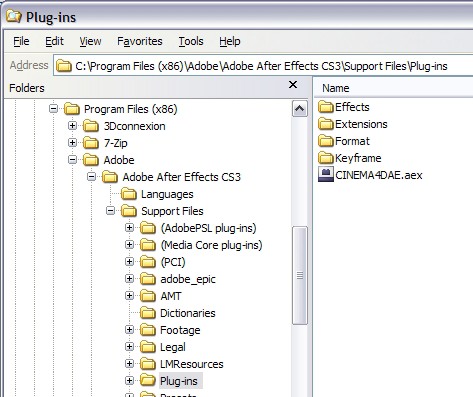 Plug-ins
File Edit View Favorites Tools Help
Address C:\Program Files (x86)\Adobe\Adobe After Effects CS3\Support Files\Plug-ins
Folders
Program Files (x86)
3Dconnexion
7-Zip
Adobe
Adobe After Effects CS3
Languages
Support Files
(AdobePSL plug-ins)
(Media Core plug-ins)
(PCI)
adobe_epic
AMT
Dictionaries
Footage
Legal
LMResources
Plug-ins
Presets
Name
Effects
Extensions
Format
Keyframe
CINEMA4DAE.aex